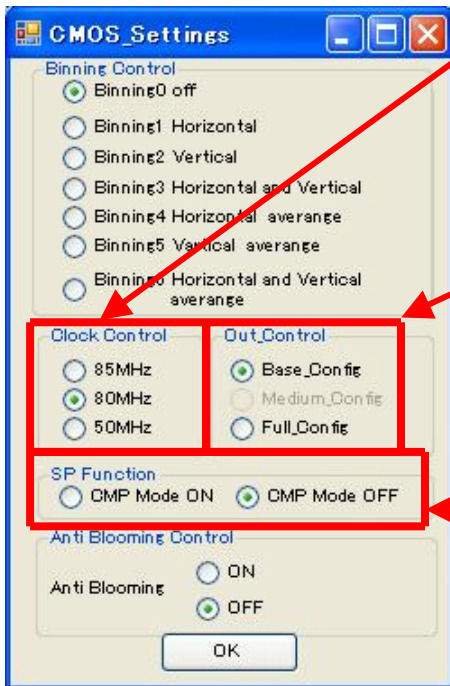 CMOS_Settings
Binning Control
Binning0 off
Binning1 Horizontal
Binning2 Vertical
Binning3 Horizontal and Vertical
Binning4 Horizontal averange
Binning5 Vartical averange
Binning6 Horizontal and Vertical
averange
Clock Control
Out_Control
85MHz
Base_Config
80MHz
Medium_Config
50MHz
Full_Config
SP Function
CMP Mode ON
CMP Mode OFF
Anti Blooming Control
Anti Blooming
ON
OFF
OK